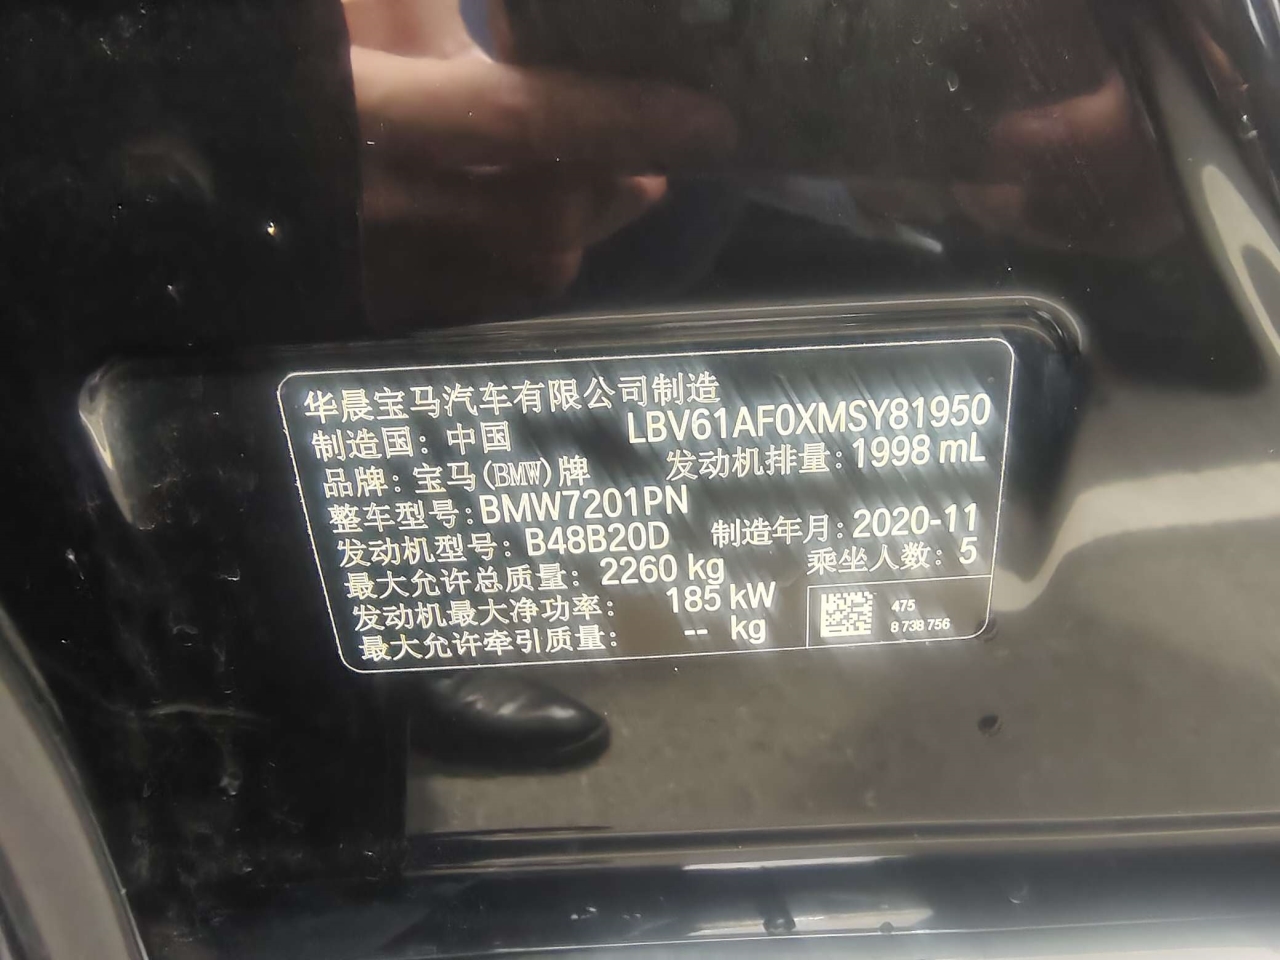 华晨宝马汽车有限公司制造
制造国：中国 LBV61AF0XMSY81950
品牌：宝马(BMW)牌 发动机排量：1998 mL
整车型号：BMW7201PN
发动机型号：B48B20D 制造年月：2020-11
最大允许总质量：2260 kg 乘坐人数：5
发动机最大净功率：185 kW
最大允许牵引质量：-- kg
475
8 738 756